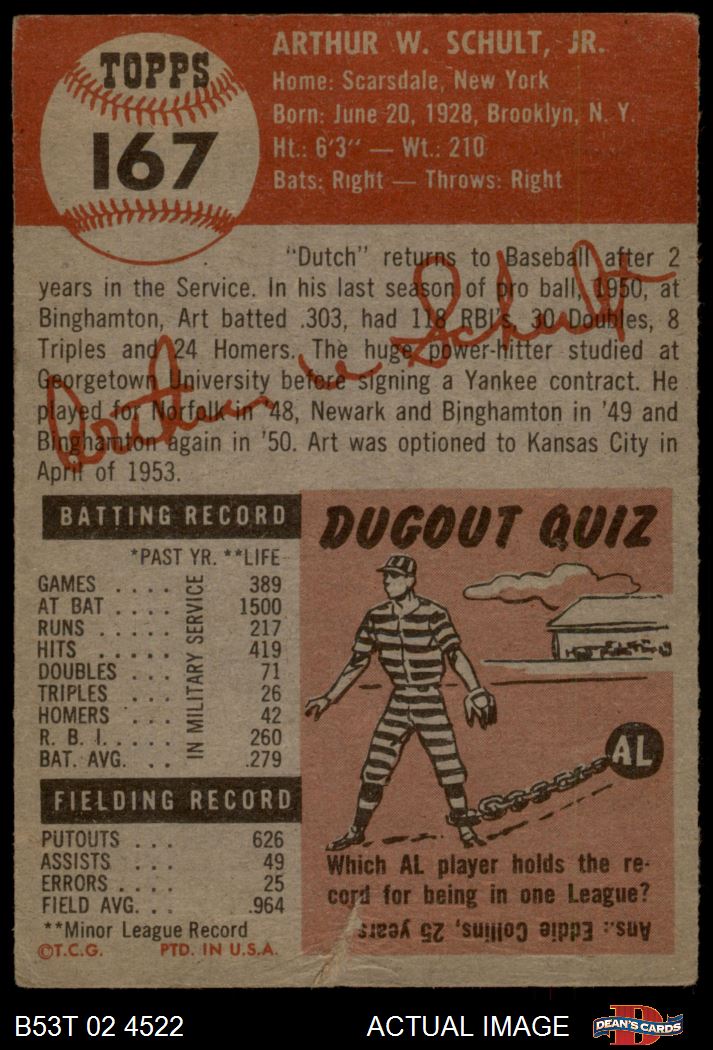 TOPPS
167
ARTHUR W. SCHULT, JR.
Home: Scarsdale, New York
Born: June 20, 1928, Brooklyn, N. Y.
Ht.: 6'3" — Wt.: 210
Bats: Right — Throws: Right
"Dutch" returns to Baseball after 2
years in the Service. In his last season of pro ball, 1950, at
Binghamton, Art batted .303, had 118 RBI's, 30 Doubles, 8
Triples and 24 Homers. The huge power-hitter studied at
Georgetown University before signing a Yankee contract. He
played for Norfolk in '48, Newark and Binghamton in '49 and
Binghamton again in '50. Art was optioned to Kansas City in
April of 1953.
Arthur W Schult
BATTING RECORD
*PAST YR. **LIFE
GAMES .... 389
AT BAT .... 1500
RUNS ..... 217
HITS ..... 419
DOUBLES ... 71
TRIPLES ... 26
HOMERS ... 42
R. B. I. .... 260
BAT. AVG. ... .279
IN MILITARY SERVICE
FIELDING RECORD
PUTOUTS ... 626
ASSISTS ... 49
ERRORS .... 25
FIELD AVG. .. .964
**Minor League Record
©T.C.G. PTD. IN U.S.A.
DUGOUT QUIZ
AL
Which AL player holds the re-
cord for being in one League?
Ans.: Eddie Collins, 25 years
B53T 02 4522 ACTUAL IMAGE
D
DEAN'S CARDS